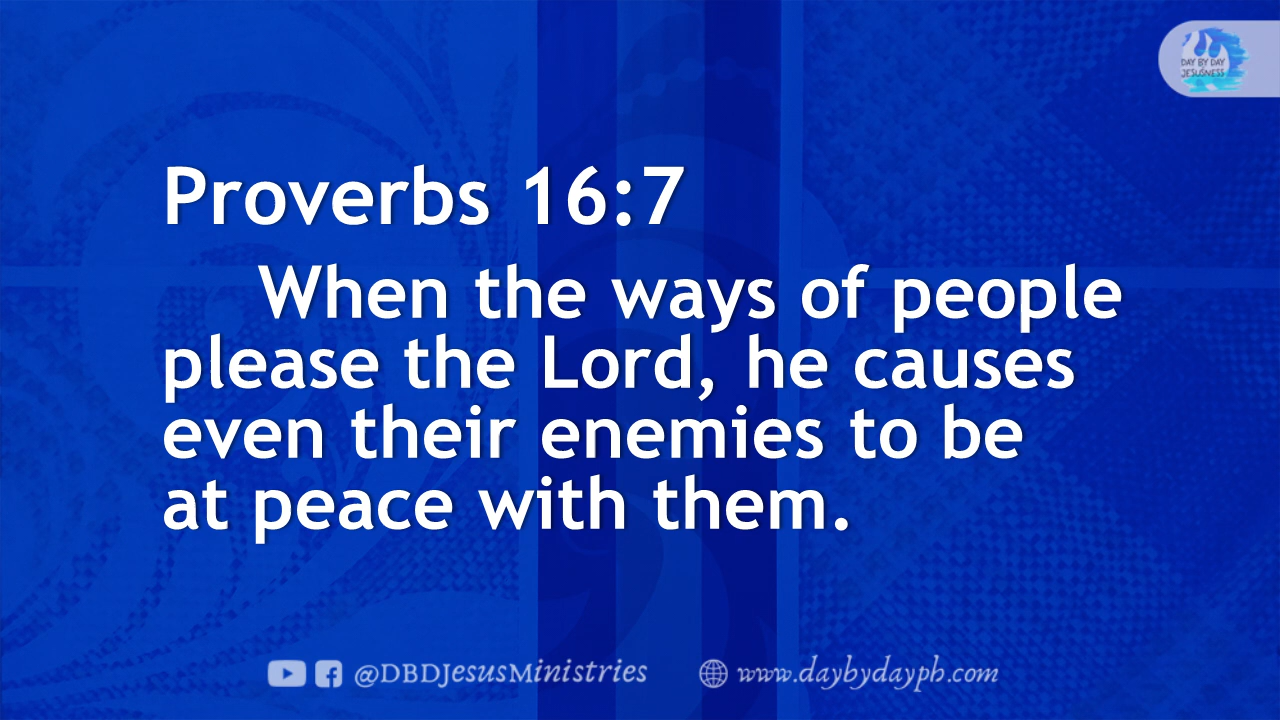 DAY BY DAY
JESUSNESS
Proverbs 16:7
When the ways of people
please the Lord, he causes
even their enemies to be
at peace with them.
@DBDJesusMinistries
www.daybydayph.com